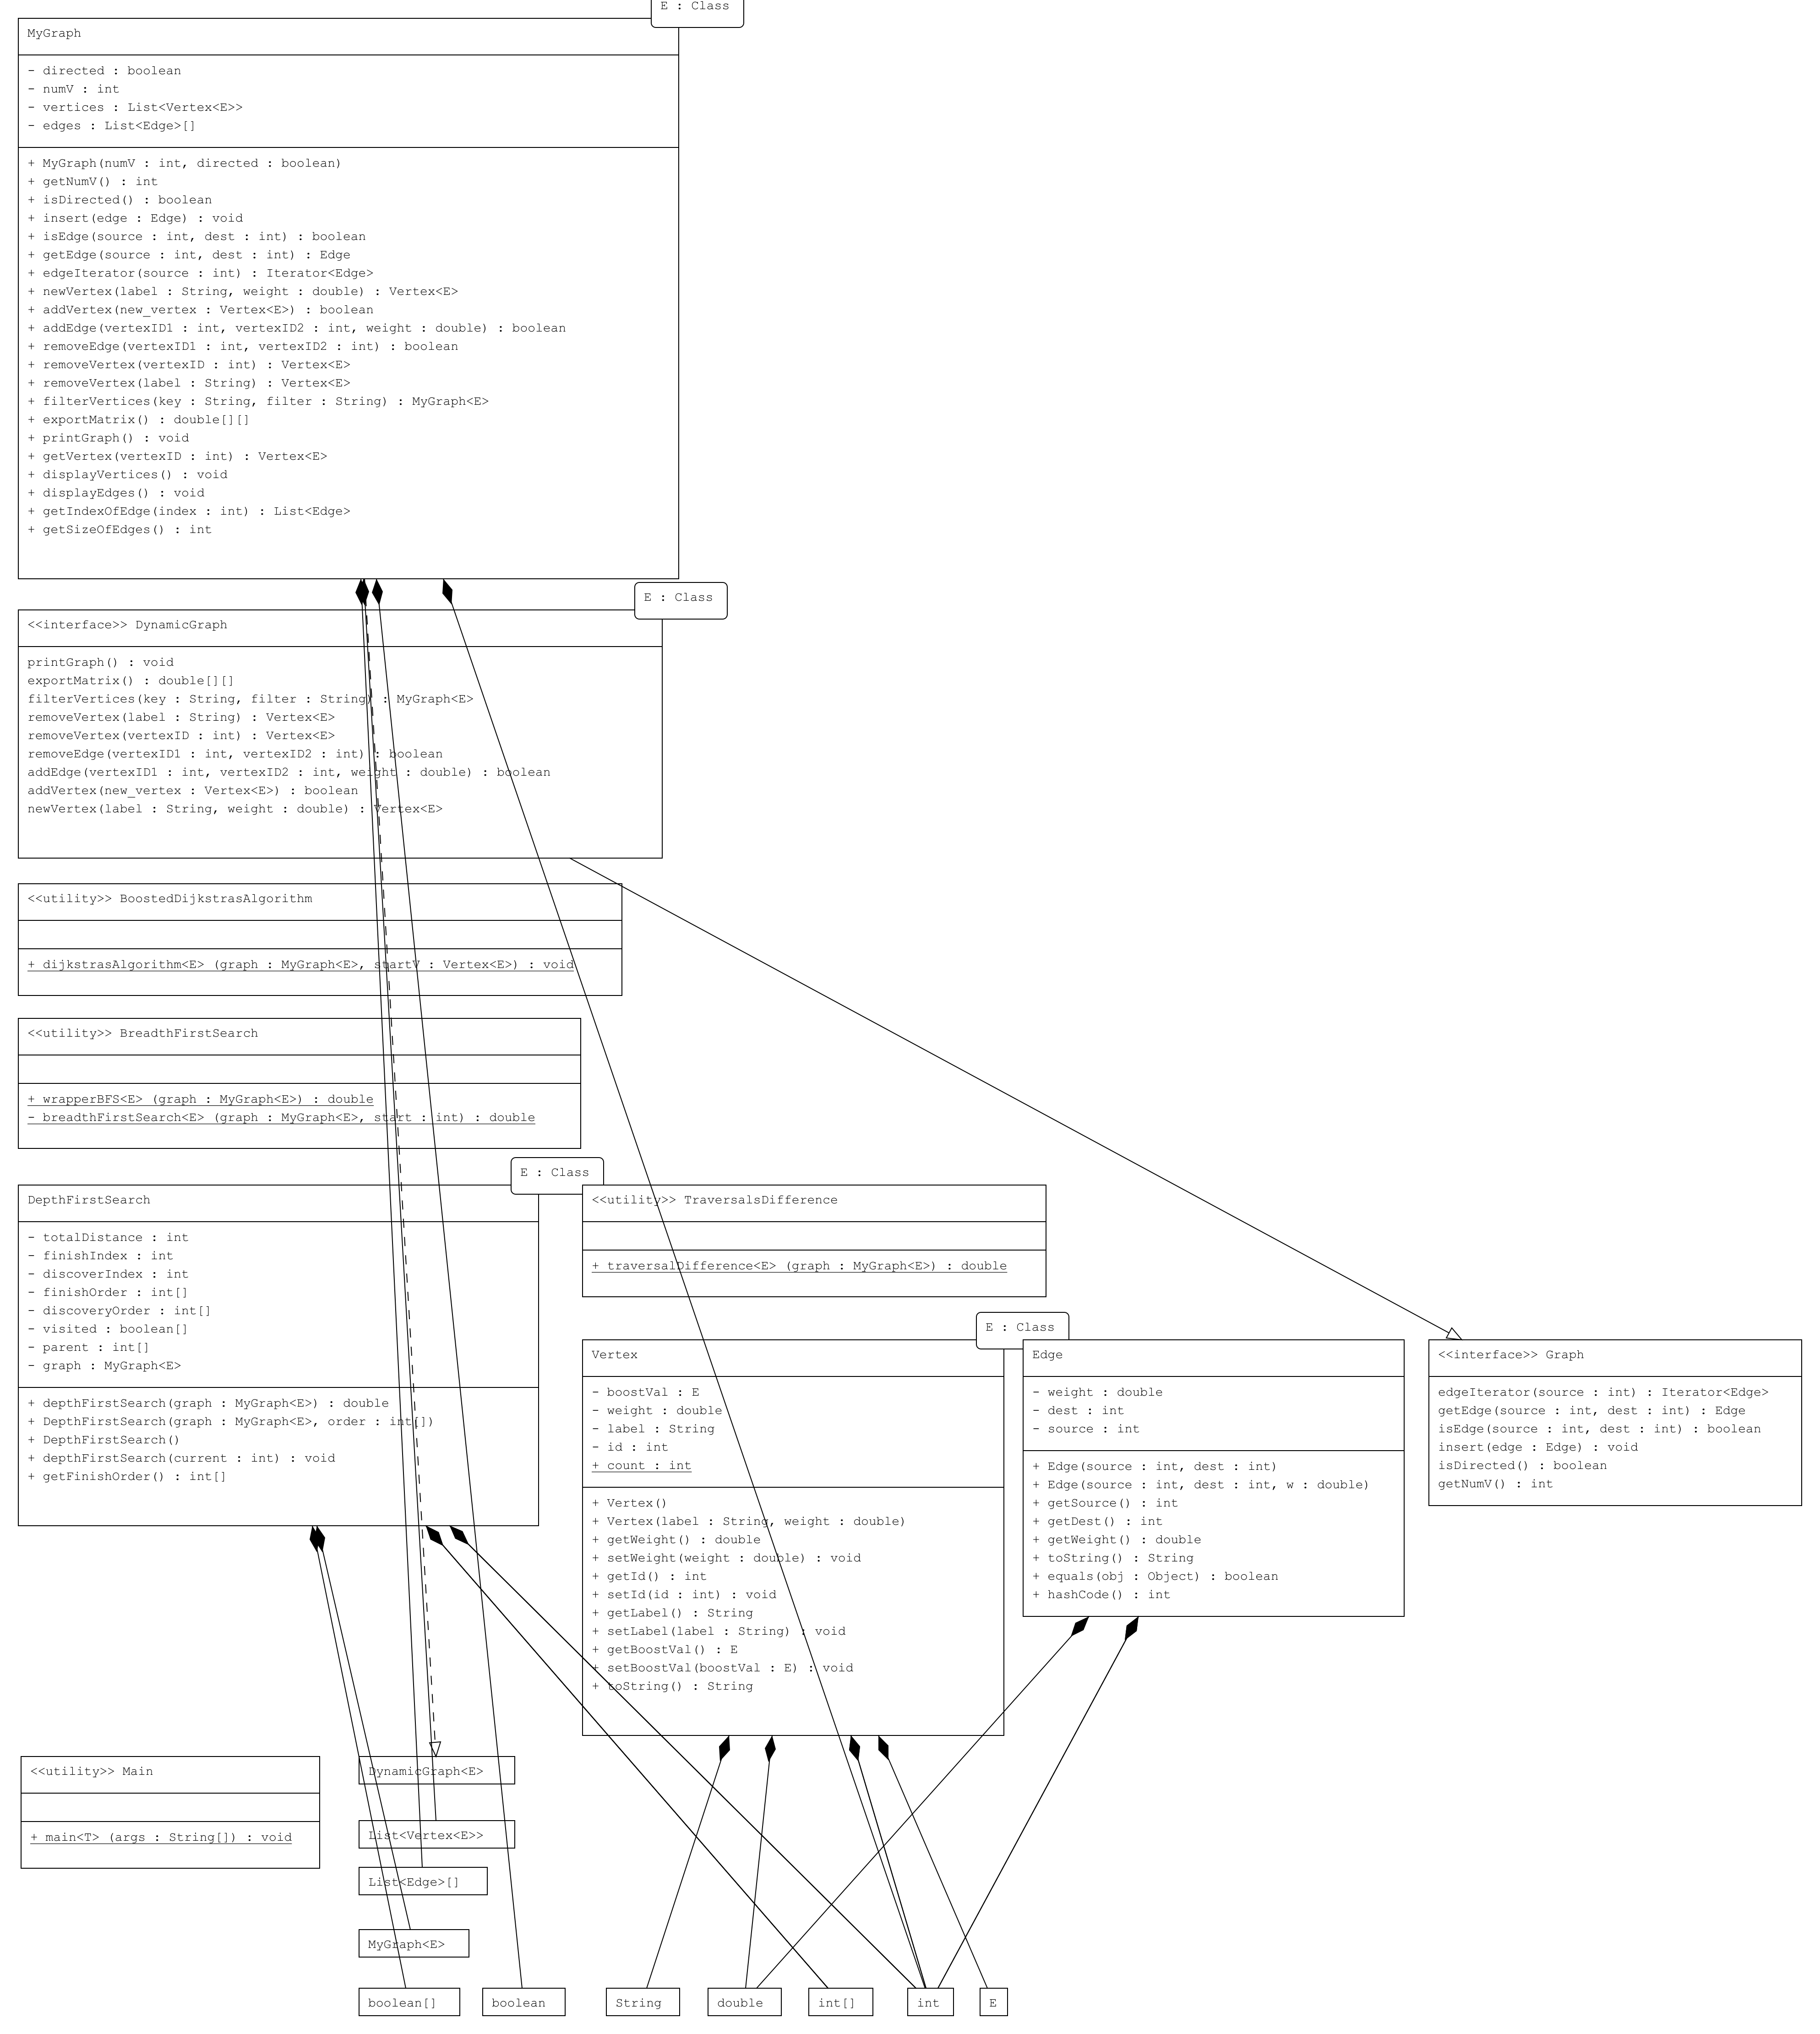 E : Class
MyGraph
- directed : boolean
- numV : int
- vertices : List<Vertex<E>>
- edges : List<Edge>[]
+ MyGraph(numV : int, directed : boolean)
+ getNumV() : int
+ isDirected() : boolean
+ insert(edge : Edge) : void
+ isEdge(source : int, dest : int) : boolean
+ getEdge(source : int, dest : int) : Edge
+ edgeIterator(source : int) : Iterator<Edge>
+ newVertex(label : String, weight : double) : Vertex<E>
+ addVertex(new_vertex : Vertex<E>) : boolean
+ addEdge(vertexID1 : int, vertexID2 : int, weight : double) : boolean
+ removeEdge(vertexID1 : int, vertexID2 : int) : boolean
+ removeVertex(vertexID : int) : Vertex<E>
+ removeVertex(label : String) : Vertex<E>
+ filterVertices(key : String, filter : String) : MyGraph<E>
+ exportMatrix() : double[][]
+ printGraph() : void
+ getVertex(vertexID : int) : Vertex<E>
+ displayVertices() : void
+ displayEdges() : void
+ getIndexOfEdge(index : int) : List<Edge>
+ getSizeOfEdges() : int
E : Class
<<interface>> DynamicGraph
printGraph() : void
exportMatrix() : double[][]
filterVertices(key : String, filter : String) : MyGraph<E>
removeVertex(label : String) : Vertex<E>
removeVertex(vertexID : int) : Vertex<E>
removeEdge(vertexID1 : int, vertexID2 : int) : boolean
addEdge(vertexID1 : int, vertexID2 : int, weight : double) : boolean
addVertex(new_vertex : Vertex<E>) : boolean
newVertex(label : String, weight : double) : Vertex<E>
<<utility>> BoostedDijkstrasAlgorithm
+ dijkstrasAlgorithm<E> (graph : MyGraph<E>, startV : Vertex<E>) : void
<<utility>> BreadthFirstSearch
+ wrapperBFS<E> (graph : MyGraph<E>) : double
- breadthFirstSearch<E> (graph : MyGraph<E>, start : int) : double
E : Class
DepthFirstSearch
- totalDistance : int
- finishIndex : int
- discoverIndex : int
- finishOrder : int[]
- discoveryOrder : int[]
- visited : boolean[]
- parent : int[]
- graph : MyGraph<E>
+ depthFirstSearch(graph : MyGraph<E>) : double
+ DepthFirstSearch(graph : MyGraph<E>, order : int[])
+ DepthFirstSearch()
+ depthFirstSearch(current : int) : void
+ getFinishOrder() : int[]
<<utility>> TraversalsDifference
+ traversalDifference<E> (graph : MyGraph<E>) : double
E : Class
Vertex
- boostVal : E
- weight : double
- label : String
- id : int
+ count : int
+ Vertex()
+ Vertex(label : String, weight : double)
+ getWeight() : double
+ setWeight(weight : double) : void
+ getId() : int
+ setId(id : int) : void
+ getLabel() : String
+ setLabel(label : String) : void
+ getBoostVal() : E
+ setBoostVal(boostVal : E) : void
+ toString() : String
Edge
- weight : double
- dest : int
- source : int
+ Edge(source : int, dest : int)
+ Edge(source : int, dest : int, w : double)
+ getSource() : int
+ getDest() : int
+ getWeight() : double
+ toString() : String
+ equals(obj : Object) : boolean
+ hashCode() : int
<<interface>> Graph
edgeIterator(source : int) : Iterator<Edge>
getEdge(source : int, dest : int) : Edge
isEdge(source : int, dest : int) : boolean
insert(edge : Edge) : void
isDirected() : boolean
getNumV() : int
<<utility>> Main
+ main<T> (args : String[]) : void
DynamicGraph<E>
List<Vertex<E>>
List<Edge>[]
MyGraph<E>
boolean[]
boolean
String
double
int[]
int
E